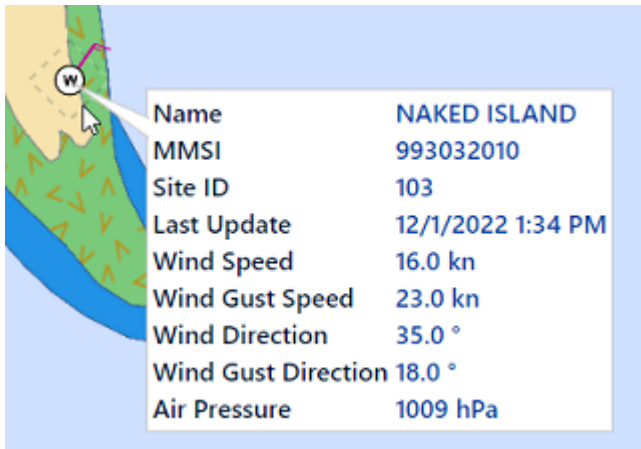 W
Name NAKED ISLAND
MMSI 993032010
Site ID 103
Last Update 12/1/2022 1:34 PM
Wind Speed 16.0 kn
Wind Gust Speed 23.0 kn
Wind Direction 35.0 °
Wind Gust Direction 18.0 °
Air Pressure 1009 hPa